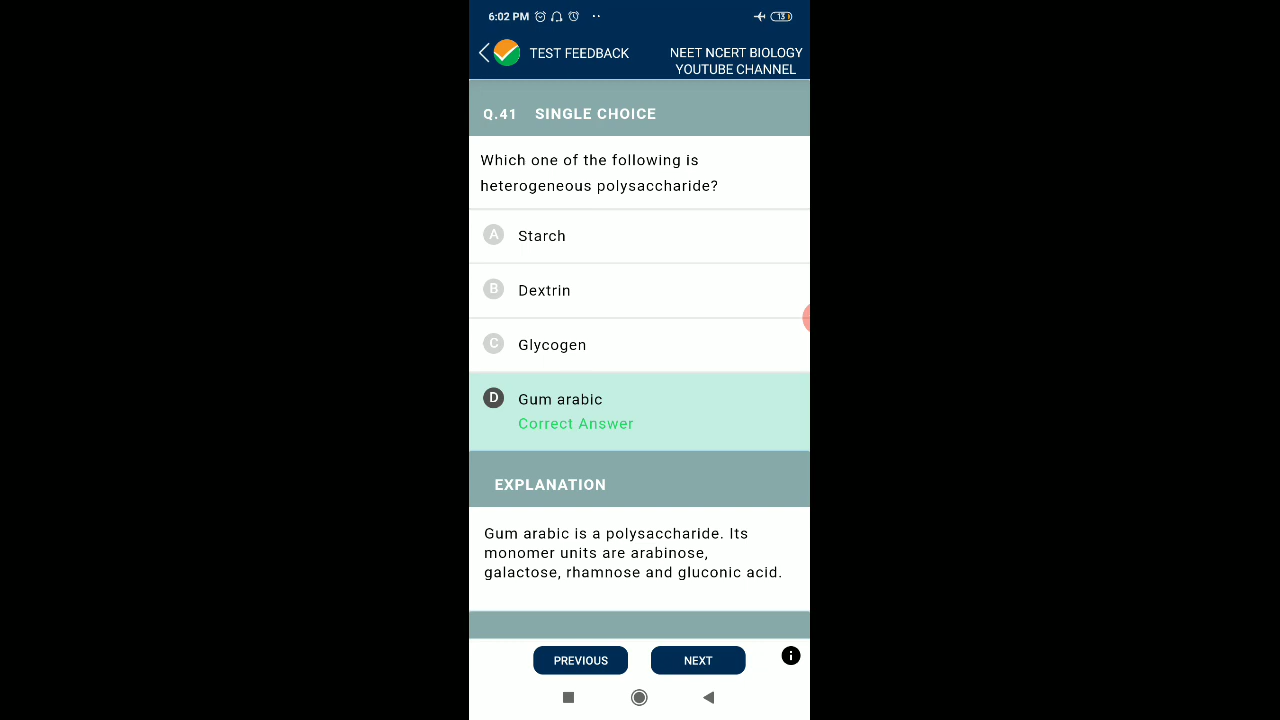 6:02 PM
13
TEST FEEDBACK
NEET NCERT BIOLOGY
YOUTUBE CHANNEL
Q.41 SINGLE CHOICE
Which one of the following is
heterogeneous polysaccharide?
A Starch
B Dextrin
C Glycogen
D Gum arabic
Correct Answer
EXPLANATION
Gum arabic is a polysaccharide. Its
monomer units are arabinose,
galactose, rhamnose and gluconic acid.
PREVIOUS NEXT